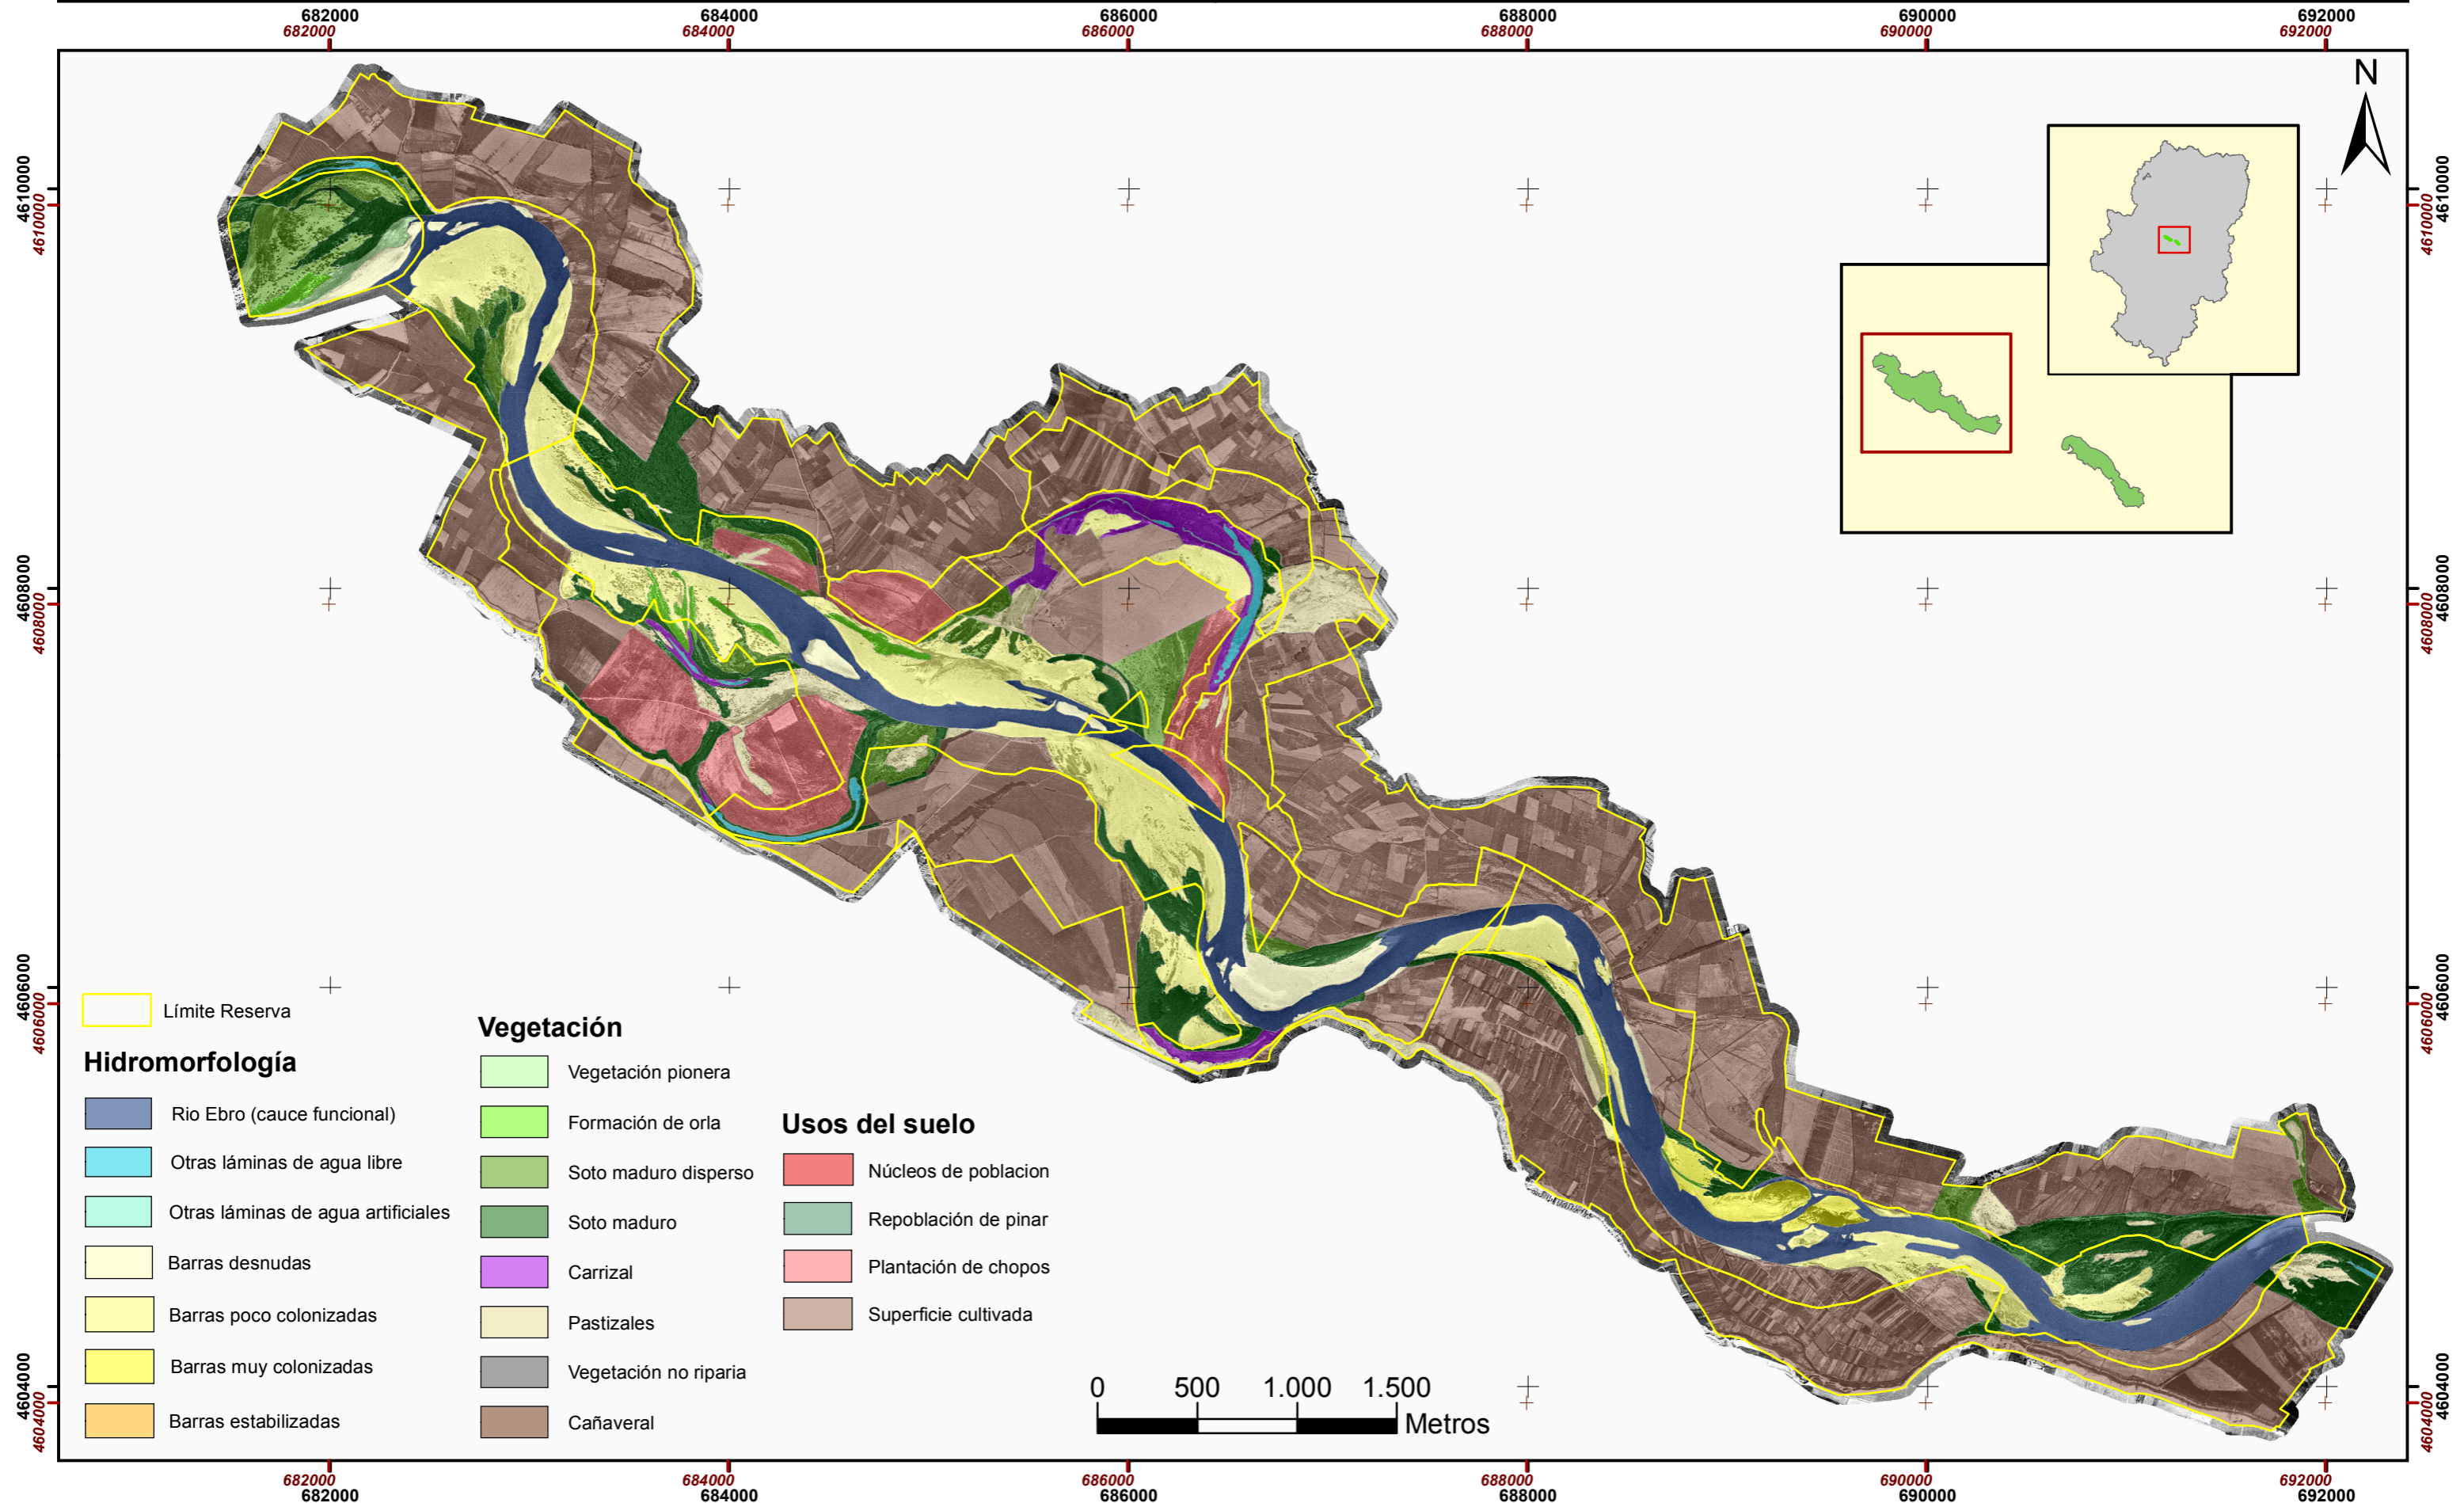 682000 684000 686000 688000 690000 692000
682000 684000 686000 688000 690000 692000
N
4610000 4610000 4610000 4610000
4608000 4608000 4608000 4608000
4606000 4606000 4606000 4606000
4604000 4604000 4604000 4604000
Límite Reserva
Hidromorfología
Rio Ebro (cauce funcional)
Otras láminas de agua libre
Otras láminas de agua artificiales
Barras desnudas
Barras poco colonizadas
Barras muy colonizadas
Barras estabilizadas
Vegetación
Vegetación pionera
Formación de orla
Soto maduro disperso
Soto maduro
Carrizal
Pastizales
Vegetación no riparia
Cañaveral
Usos del suelo
Núcleos de poblacion
Repoblación de pinar
Plantación de chopos
Superficie cultivada
0 500 1.000 1.500
Metros
682000 684000 686000 688000 690000 692000
682000 684000 686000 688000 690000 692000